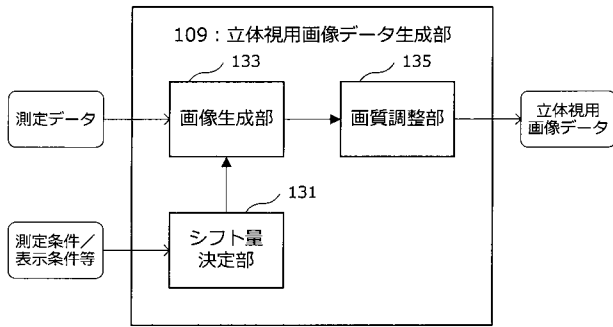 109：立体視用画像データ生成部
133
135
測定データ
画像生成部
画質調整部
立体視用
画像データ
131
測定条件／
表示条件等
シフト量
決定部